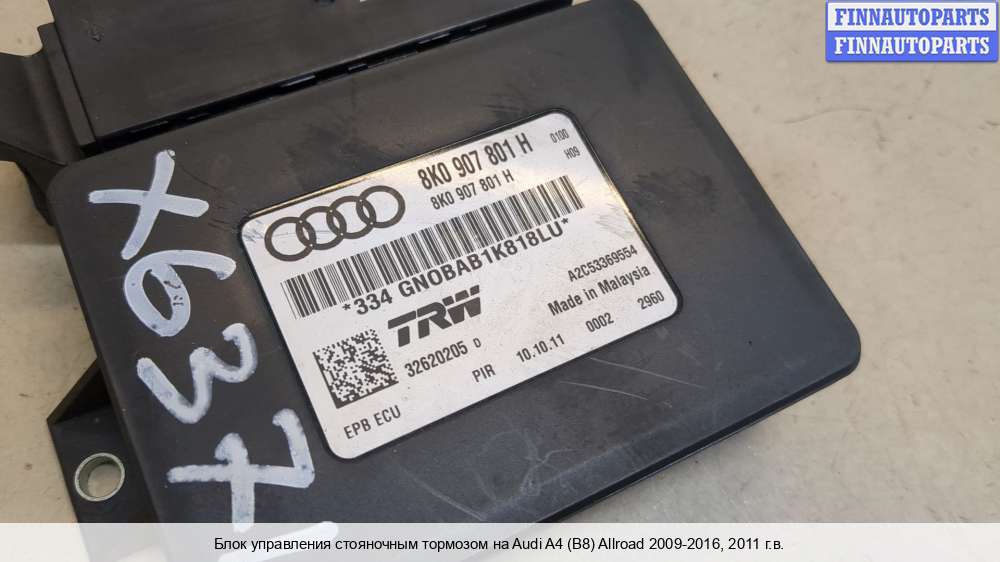 FINNAUTOPARTS
FINNAUTOPARTS
8K0 907 801 H
0100
8K0 907 801 H
H09
*334 GNOBAB1K818LU*
TRW
A2C53369554
Made in Malaysia
32620205 D
PIR 10.10.11 0002 2960
EPB ECU
X637
Блок управления стояночным тормозом на Audi A4 (B8) Allroad 2009-2016, 2011 г.в.